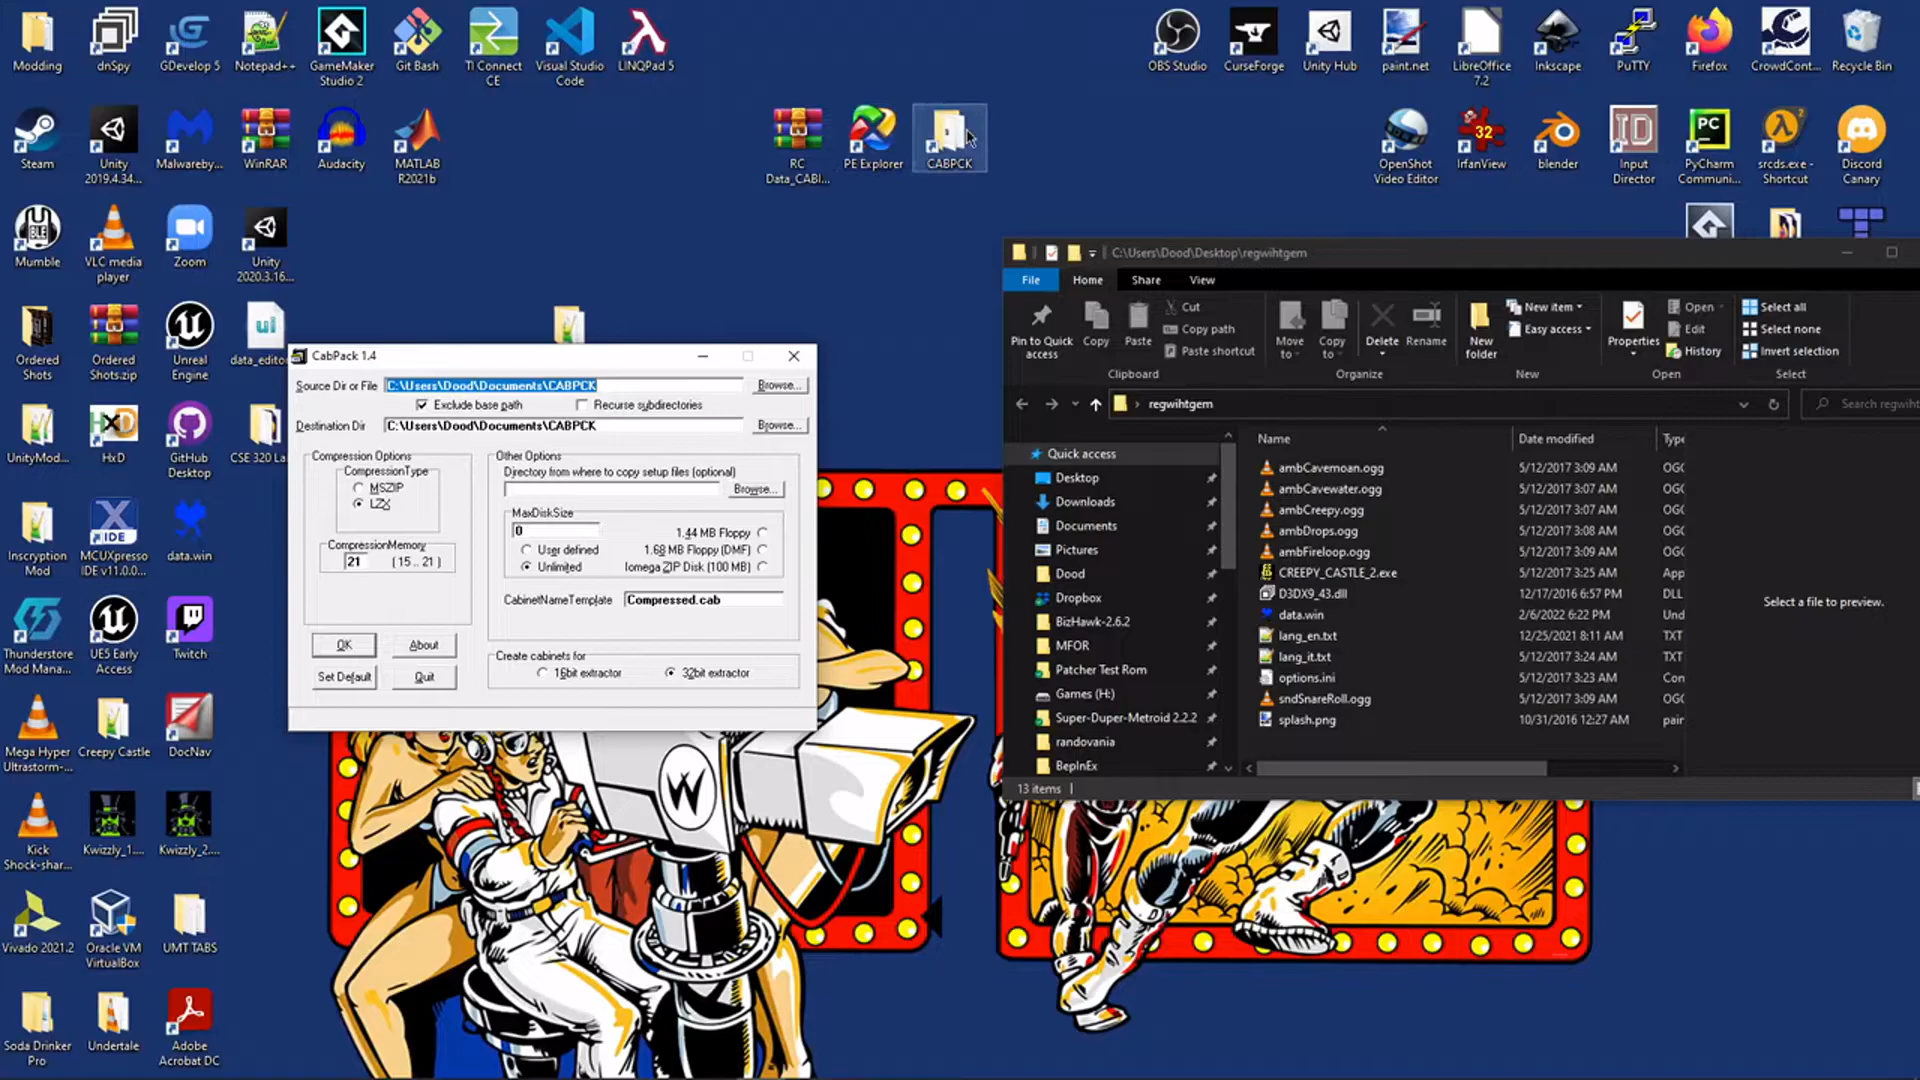 Modding
dnSpy
GDevelop 5
Notepad++
GameMaker
Studio 2
Git Bash
TI Connect
CE
Visual Studio
Code
LINQPad 5
OBS Studio
CurseForge
Unity Hub
paint.net
LibreOffice
7.2
Inkscape
PuTTY
Firefox
CrowdCont...
Recycle Bin
Steam
Unity
2019.4.34...
Malwareby...
WinRAR
Audacity
MATLAB
R2021b
RC
Data_CABI...
PE Explorer
CABPCK
OpenShot
Video Editor
32
IrfanView
blender
ID
Input
Director
PC
PyCharm
Communi...
srcds.exe -
Shortcut
Discord
Canary
BLE
Mumble
VLC media
player
Zoom
Unity
2020.3.16...
Ordered
Shots
Ordered
Shots.zip
Unreal
Engine
ui
data_edito
UnityMod...
HxD
HxD
GitHub
Desktop
CSE 320 La
Inscryption
Mod
IDE
MCUXpresso
IDE v11.0.0...
data.win
Thunderstore
Mod Mana...
UE5 Early
Access
Twitch
Mega Hyper
Ultrastorm-...
Creepy Castle
DocNav
Kick
Shock-shar...
Kwizzly_1....
Kwizzly_2....
Vivado 2021.2
Oracle VM
VirtualBox
UMT TABS
Soda Drinker
Pro
Undertale
Adobe
Acrobat DC
CabPack 1.4
Source Dir or File
C:\Users\Dood\Documents\CABPCK
Browse...
Exclude base path
Recurse subdirectories
Destination Dir
C:\Users\Dood\Documents\CABPCK
Browse...
Compression Options
CompressionType
MSZIP
LZX
CompressionMemory
21
( 15 .. 21 )
OK
About
Set Default
Quit
Other Options
Directory from where to copy setup files (optional)
Browse...
MaxDiskSize
0
1.44 MB Floppy
User defined
1.68 MB Floppy (DMF)
Unlimited
Iomega ZIP Disk (100 MB)
CabinetNameTemplate
Compressed.cab
Create cabinets for
16bit extractor
32bit extractor
C:\Users\Dood\Desktop\regwihtgem
File
Home
Share
View
Pin to Quick
access
Copy
Paste
Cut
Copy path
Paste shortcut
Clipboard
Move
to
Copy
to
Delete
Rename
Organize
New
folder
New item
Easy access
New
Properties
Open
Edit
History
Open
Select all
Select none
Invert selection
Select
regwihtgem
Search regwiht
Quick access
Desktop
Downloads
Documents
Pictures
Dood
Dropbox
BizHawk-2.6.2
MFOR
Patcher Test Rom
Games (H:)
Super-Duper-Metroid 2.2.2
randovania
BepInEx
Name
Date modified
Type
ambCavemoan.ogg 5/12/2017 3:09 AM OGG
ambCavewater.ogg 5/12/2017 3:07 AM OGG
ambCreepy.ogg 5/12/2017 3:07 AM OGG
ambDrops.ogg 5/12/2017 3:08 AM OGG
ambFireloop.ogg 5/12/2017 3:09 AM OGG
CREEPY_CASTLE_2.exe 5/12/2017 3:25 AM App
D3DX9_43.dll 12/17/2016 6:57 PM DLL
data.win 2/6/2022 6:22 PM Und
lang_en.txt 12/25/2021 8:11 AM TXT
lang_it.txt 5/12/2017 3:24 AM TXT
options.ini 5/12/2017 3:23 AM Con
sndSnareRoll.ogg 5/12/2017 3:09 AM OGG
splash.png 10/31/2016 12:27 AM pain
Select a file to preview.
13 items
W